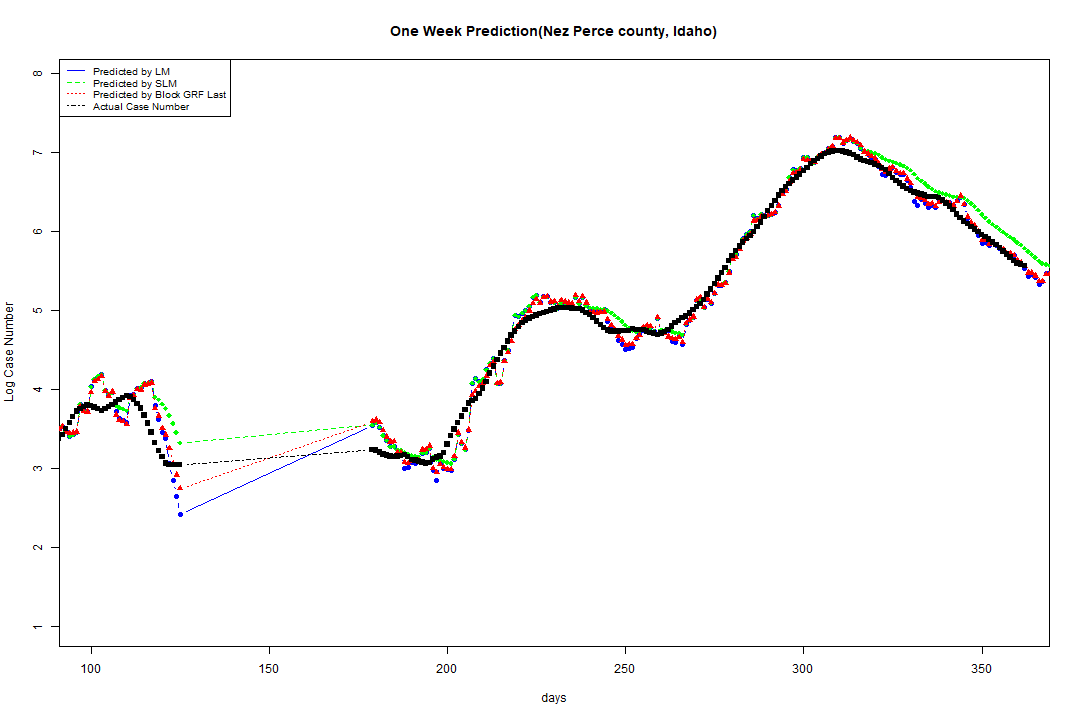 One Week Prediction(Nez Perce county, Idaho)
Predicted by LM
Predicted by SLM
Predicted by Block GRF Last
Actual Case Number
Log Case Number
8
7
6
5
4
3
2
1
100 150 200 250 300 350
days